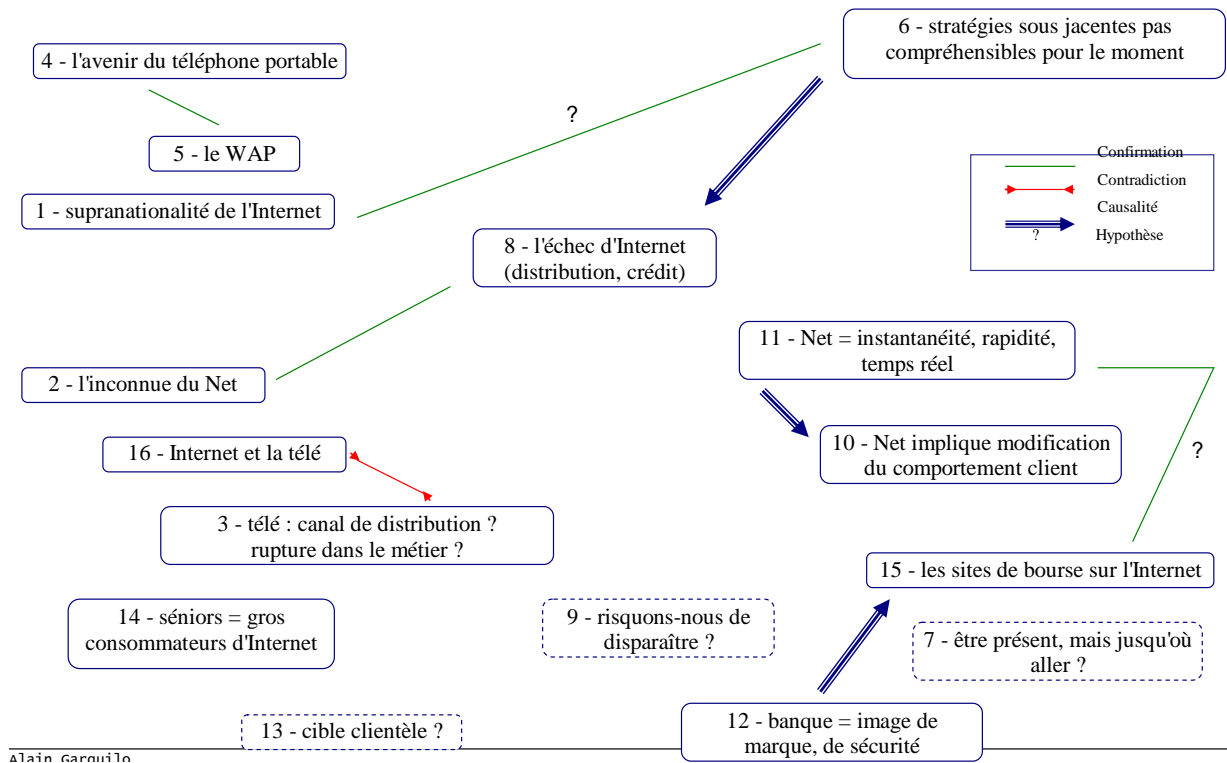 6 - stratégies sous jacentes pas
compréhensibles pour le moment
4 - l'avenir du téléphone portable
?
5 - le WAP
Confirmation
Contradiction
Causalité
? Hypothèse
1 - supranationalité de l'Internet
8 - l'échec d'Internet
(distribution, crédit)
11 - Net = instantanéité, rapidité,
temps réel
2 - l'inconnue du Net
10 - Net implique modification
du comportement client
?
16 - Internet et la télé
3 - télé : canal de distribution ?
rupture dans le métier ?
15 - les sites de bourse sur l'Internet
14 - séniors = gros
consommateurs d'Internet
9 - risquons-nous de
disparaître ?
7 - être présent, mais jusqu'où
aller ?
12 - banque = image de
marque, de sécurité
13 - cible clientèle ?
Alain Garguilo